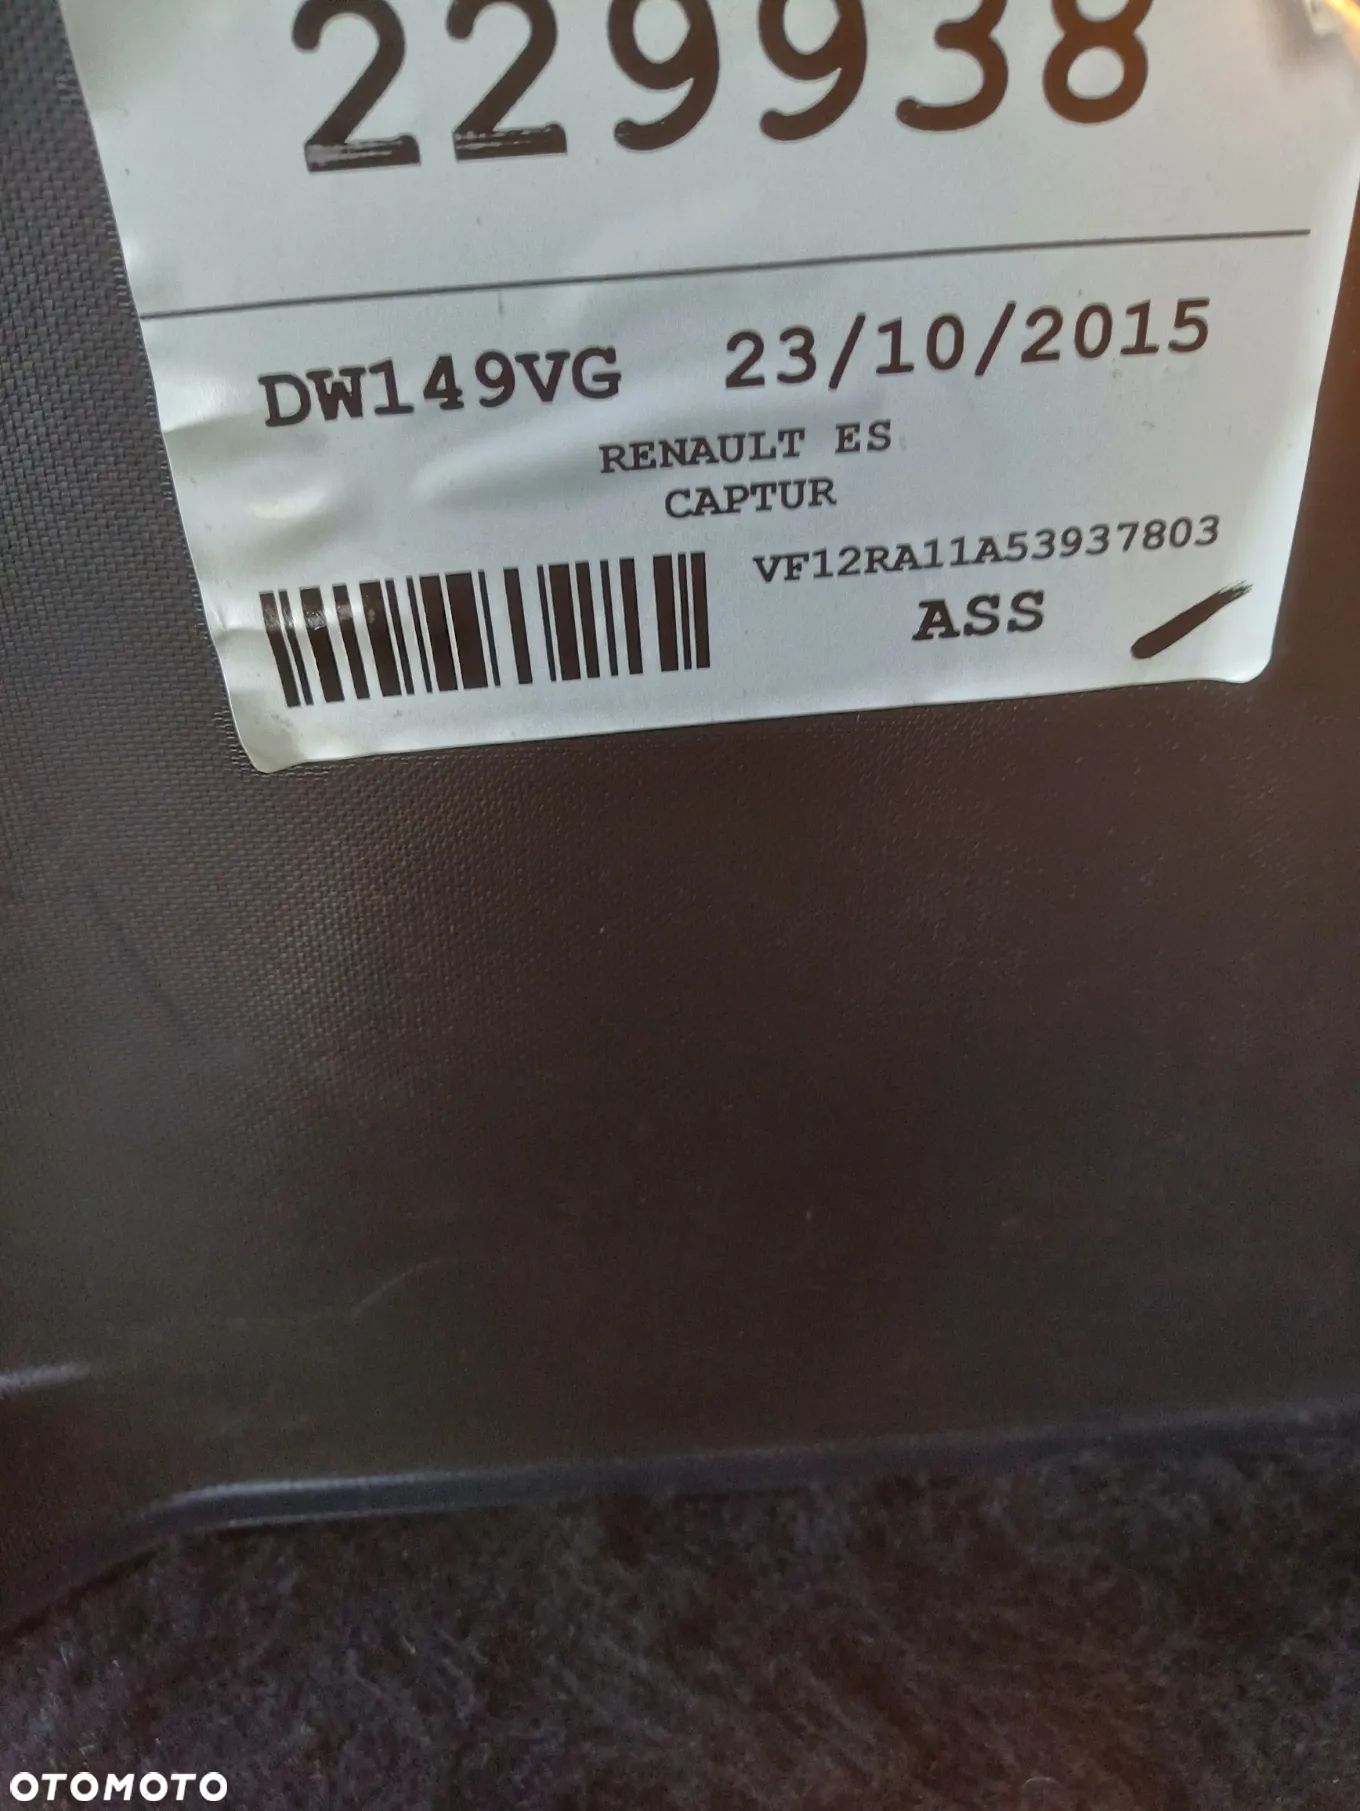 229938
DW149VG 23/10/2015
RENAULT ES
CAPTUR
VF12RA11A53937803
ASS
OTOMOTO